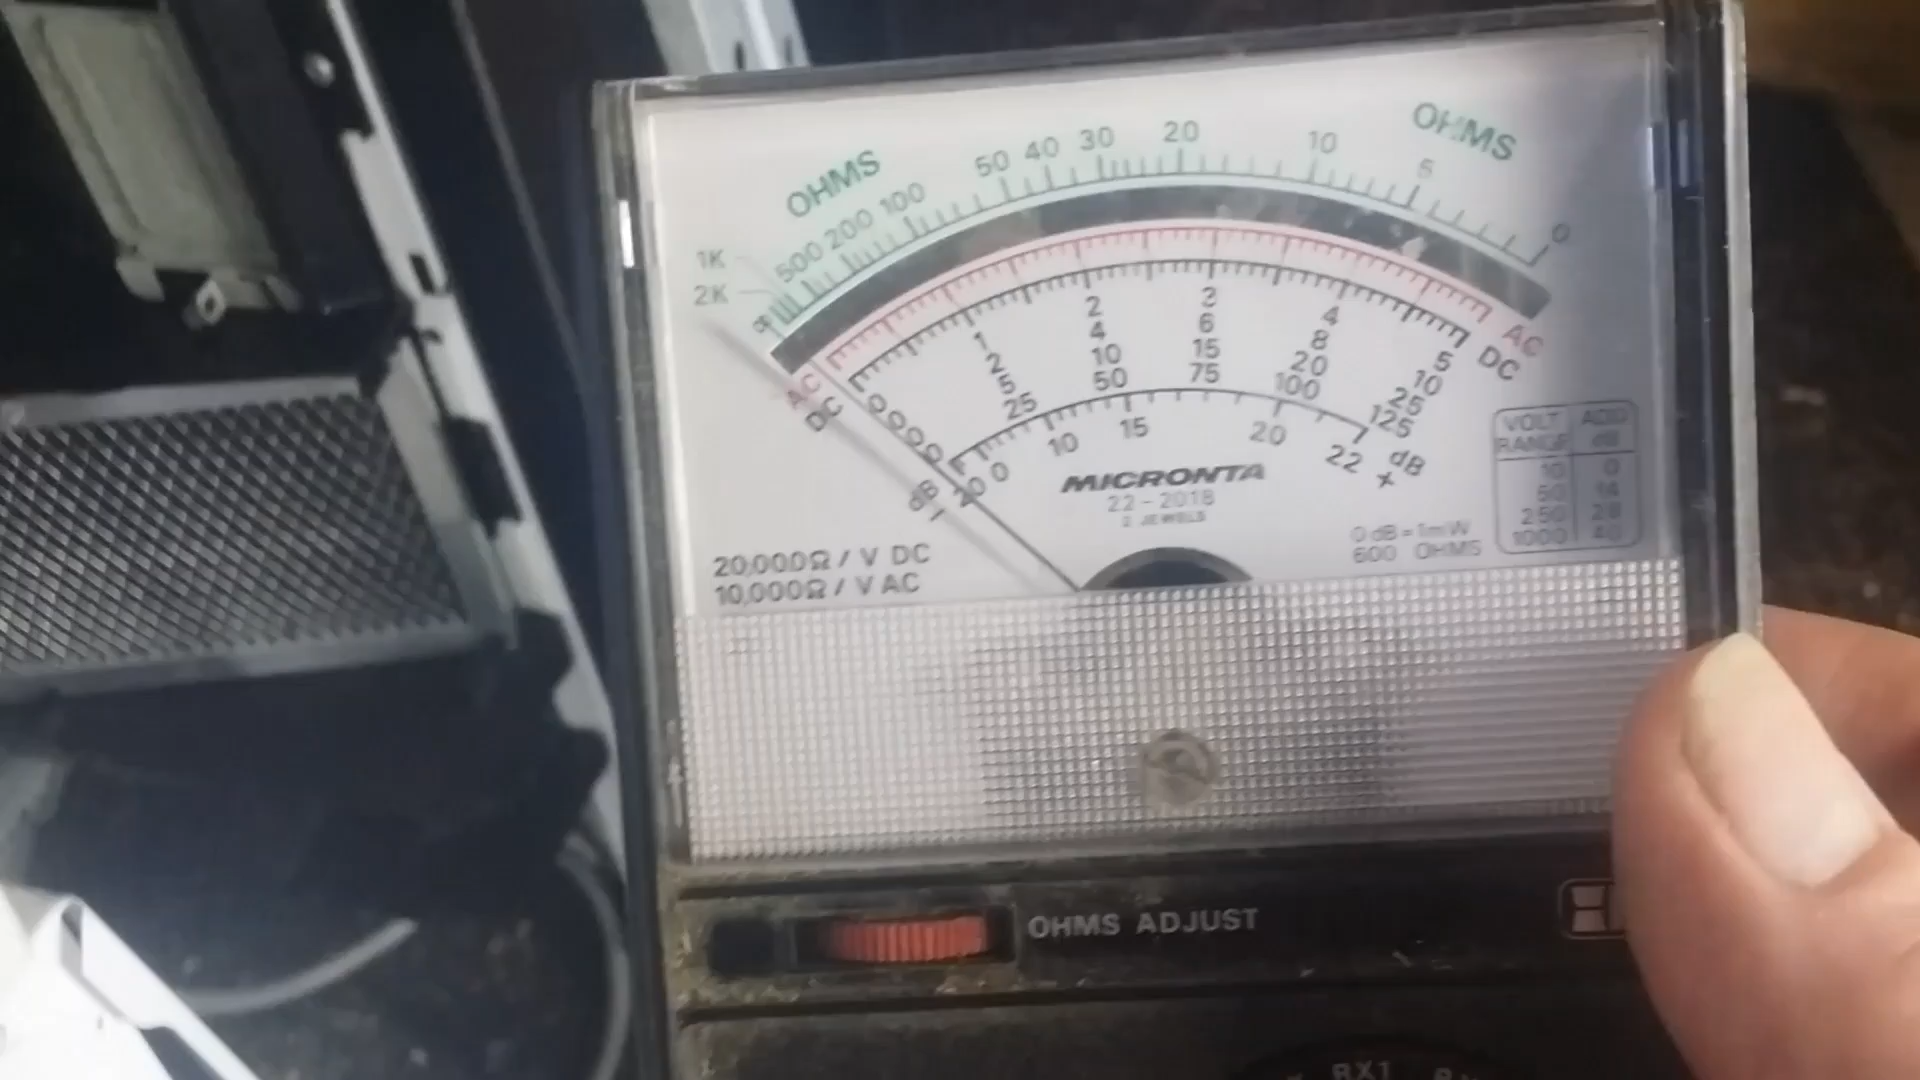 OHMS
OHMS
1K
2K
500 200 100 50 40 30 20 10 5 0
∞
AC
AC
DC
DC
0 1 2 3 4 5
0 2 4 6 8 10
0 5 10 15 20 25
0 25 50 75 100 125
dB
-
20 0 10 15 20 22
dB
+
MICRONTA
22-2018
2 JEWELS
20,000Ω / V DC
10,000Ω / V AC
0 dB = 1mW
600 OHMS
VOLT RANGE ADD dB
10 0
50 14
250 28
1000 40
OHMS ADJUST
RX1